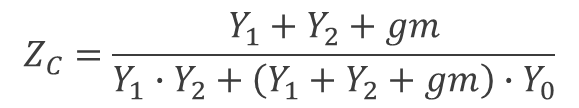 Z_C = \frac{Y_1 + Y_2 + gm}{Y_1 \cdot Y_2 + (Y_1 + Y_2 + gm) \cdot Y_0}